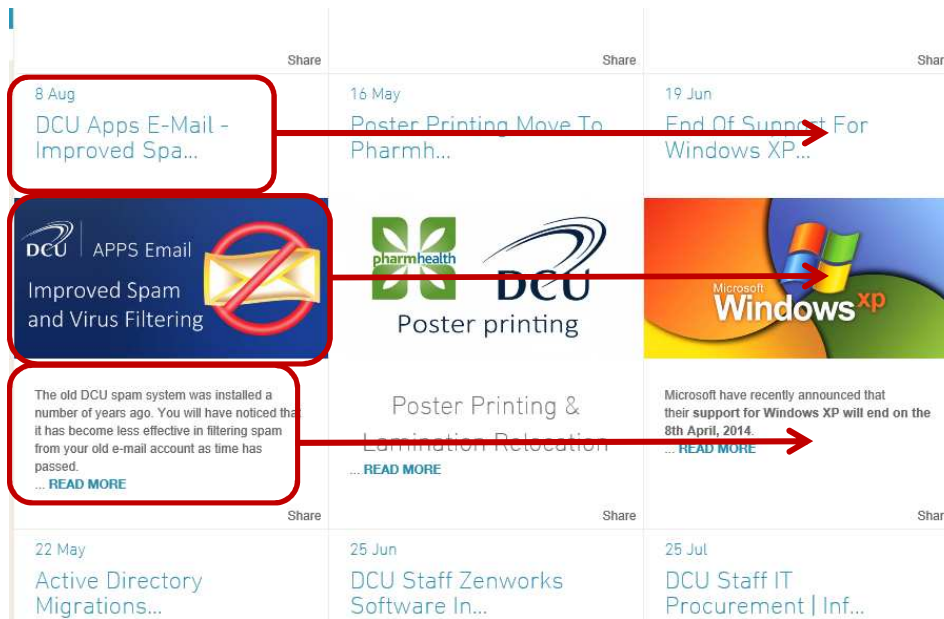 Share
Share
Shar
8 Aug
DCU Apps E-Mail -
Improved Spa...
16 May
Poster Printing Move To
Pharmh...
19 Jun
End Of Support For
Windows XP...
DCU APPS Email
Improved Spam
and Virus Filtering
pharmhealth
DCU
Poster printing
Microsoft
Windows xp
The old DCU spam system was installed a
number of years ago. You will have noticed that
it has become less effective in filtering spam
from your old e-mail account as time has
passed.
... READ MORE
Poster Printing &
Lamination Relocation
... READ MORE
Microsoft have recently announced that
their support for Windows XP will end on the
8th April, 2014.
... READ MORE
Share
Share
Shar
22 May
Active Directory
Migrations...
25 Jun
DCU Staff Zenworks
Software In...
25 Jul
DCU Staff IT
Procurement | Inf...